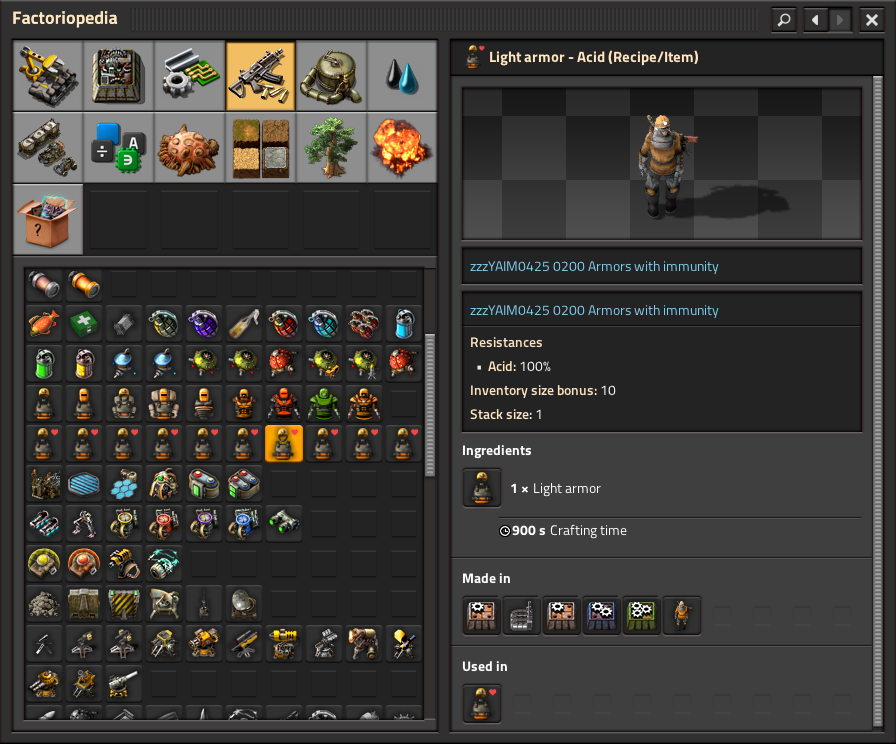 Factoriopedia
Light armor - Acid (Recipe/Item)
zzzYAIM0425 0200 Armors with immunity
zzzYAIM0425 0200 Armors with immunity
Resistances
Acid: 100%
Inventory size bonus: 10
Stack size: 1
Ingredients
1 × Light armor
900 s Crafting time
Made in
Used in